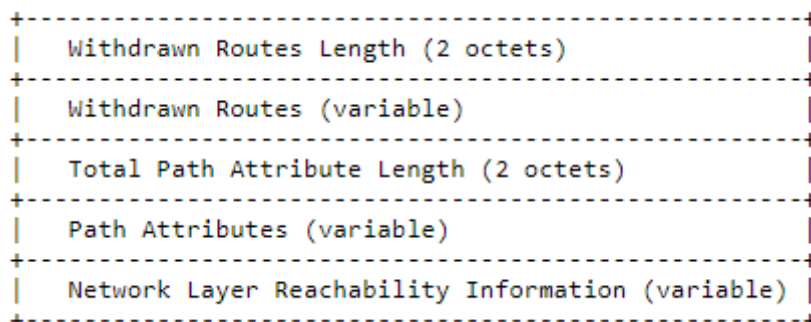 Withdrawn Routes Length (2 octets)
Withdrawn Routes (variable)
Total Path Attribute Length (2 octets)
Path Attributes (variable)
Network Layer Reachability Information (variable)